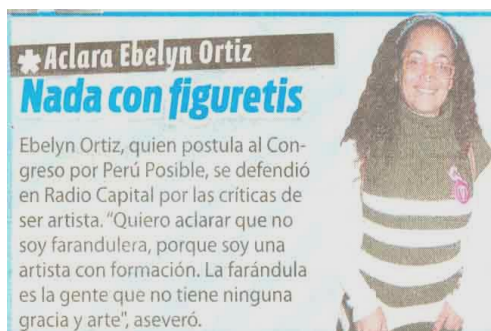 * Aclara Ebelyn Ortiz
Nada con figuretis
Ebelyn Ortiz, quien postula al Con-
greso por Perú Posible, se defendió
en Radio Capital por las críticas de
ser artista. "Quiero aclarar que no
soy farandulera, porque soy una
artista con formación. La farándula
es la gente que no tiene ninguna
gracia y arte", aseveró.